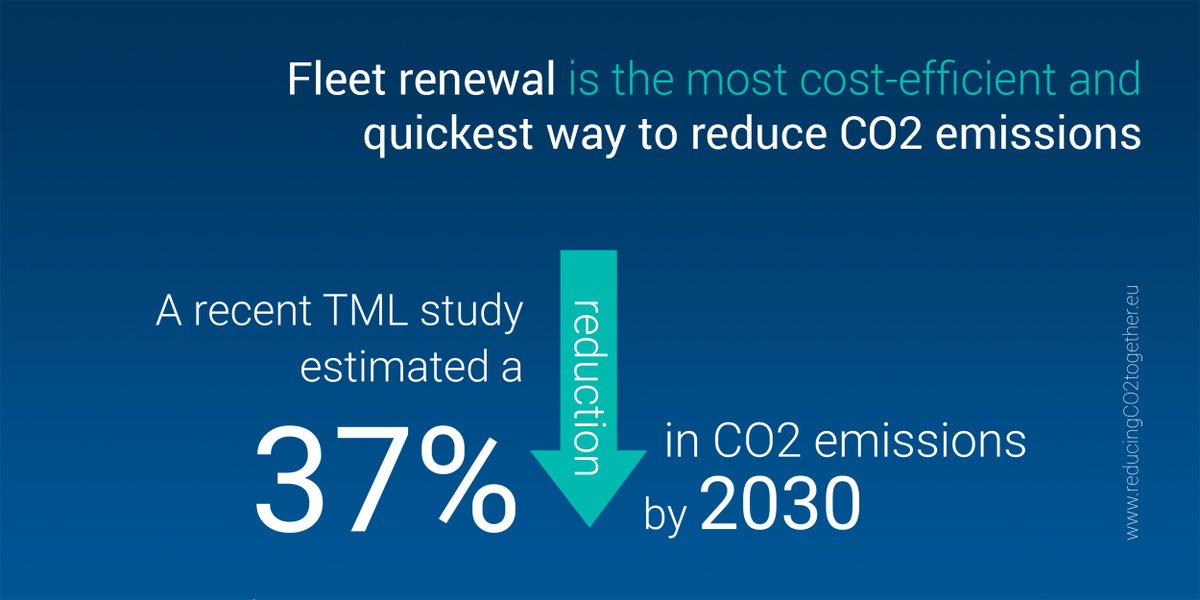 Fleet renewal is the most cost-efficient and
quickest way to reduce CO2 emissions
A recent TML study
estimated a
37%
reduction
in CO2 emissions
by 2030
www.reducingCO2together.eu